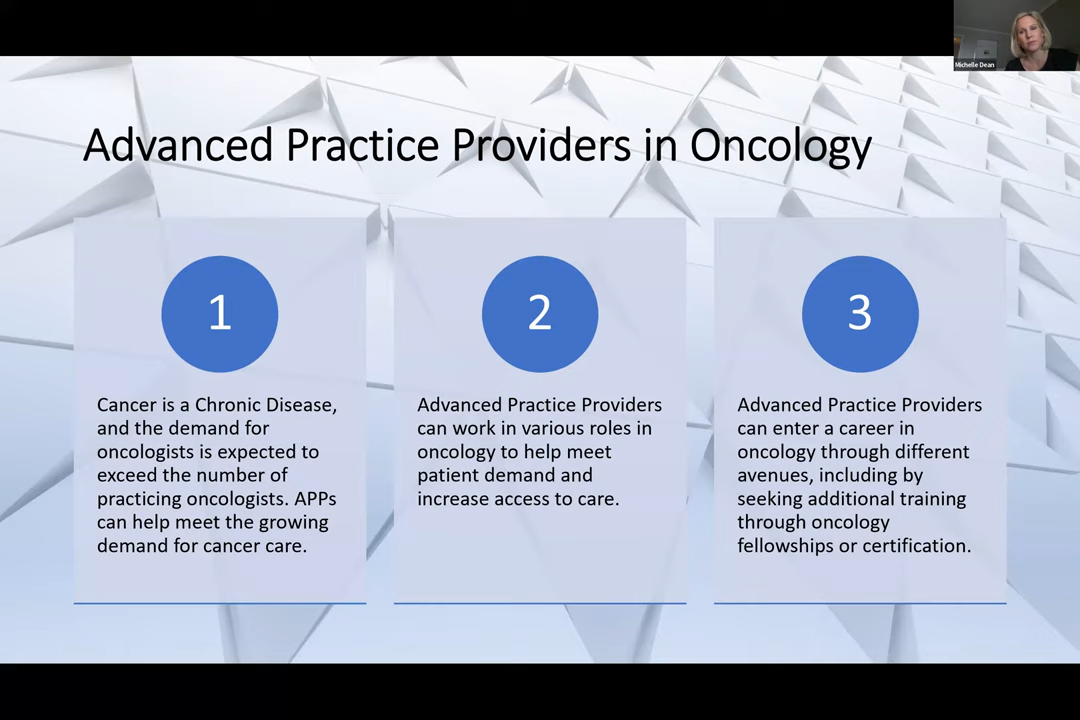 Michelle Dean
Advanced Practice Providers in Oncology
1
Cancer is a Chronic Disease,
and the demand for
oncologists is expected to
exceed the number of
practicing oncologists. APPs
can help meet the growing
demand for cancer care.
2
Advanced Practice Providers
can work in various roles in
oncology to help meet
patient demand and
increase access to care.
3
Advanced Practice Providers
can enter a career in
oncology through different
avenues, including by
seeking additional training
through oncology
fellowships or certification.